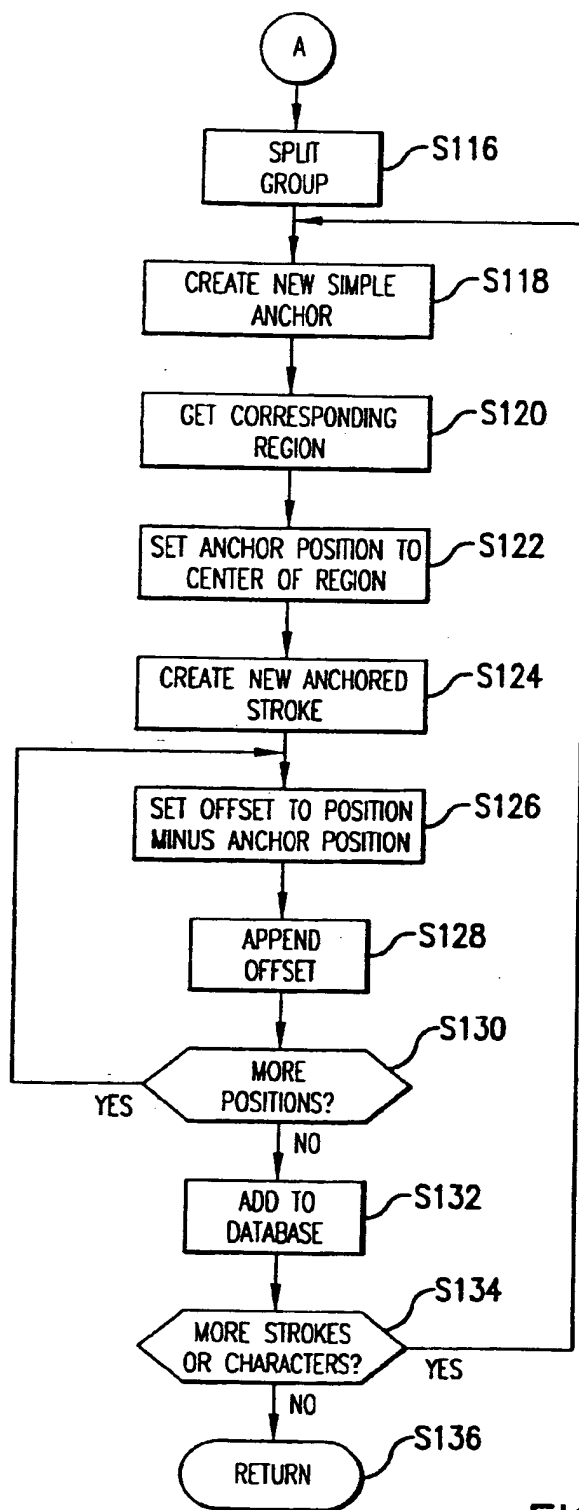 A
SPLIT
GROUP
S116
CREATE NEW SIMPLE
ANCHOR
S118
GET CORRESPONDING
REGION
S120
SET ANCHOR POSITION TO
CENTER OF REGION
S122
CREATE NEW ANCHORED
STROKE
S124
SET OFFSET TO POSITION
MINUS ANCHOR POSITION
S126
APPEND
OFFSET
S128
MORE
POSITIONS?
S130
YES
NO
ADD TO
DATABASE
S132
MORE STROKES
OR CHARACTERS?
S134
YES
NO
RETURN
S136